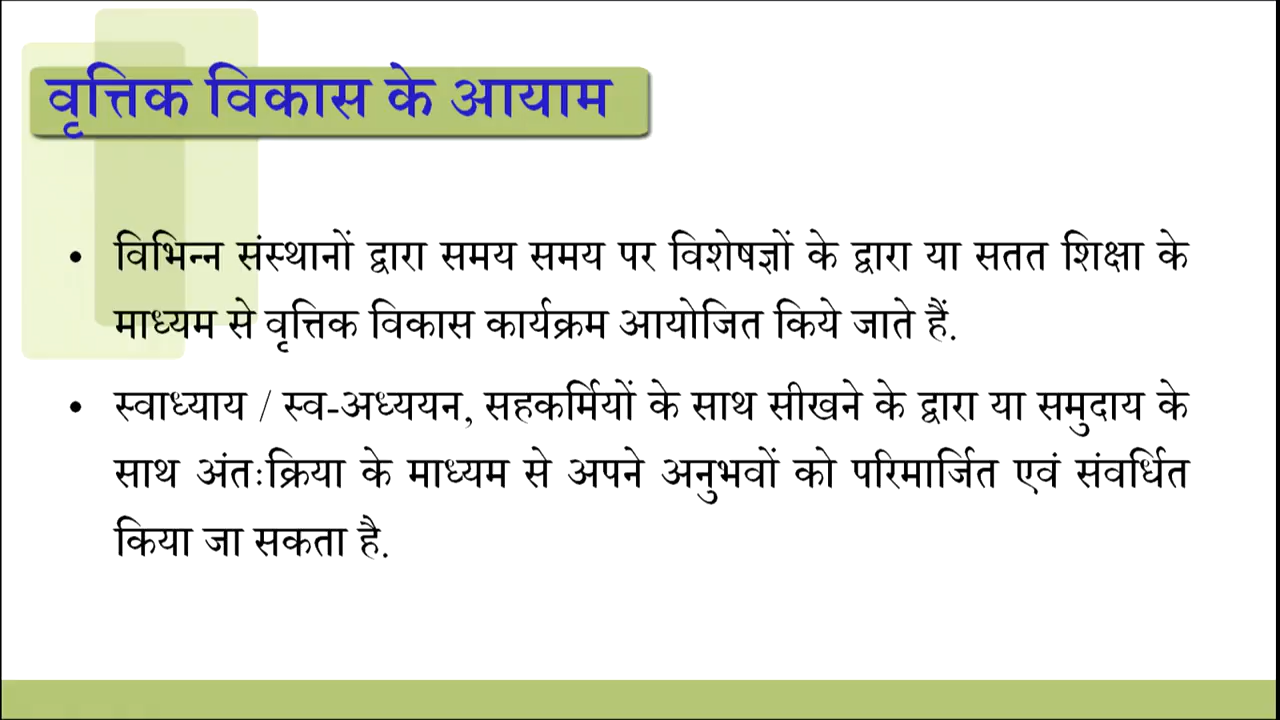 वृत्तिक विकास के आयाम
• विभिन्न संस्थानों द्वारा समय समय पर विशेषज्ञों के द्वारा या सतत शिक्षा के
माध्यम से वृत्तिक विकास कार्यक्रम आयोजित किये जाते हैं.
• स्वाध्याय / स्व-अध्ययन, सहकर्मियों के साथ सीखने के द्वारा या समुदाय के
साथ अंतःक्रिया के माध्यम से अपने अनुभवों को परिमार्जित एवं संवर्धित
किया जा सकता है.